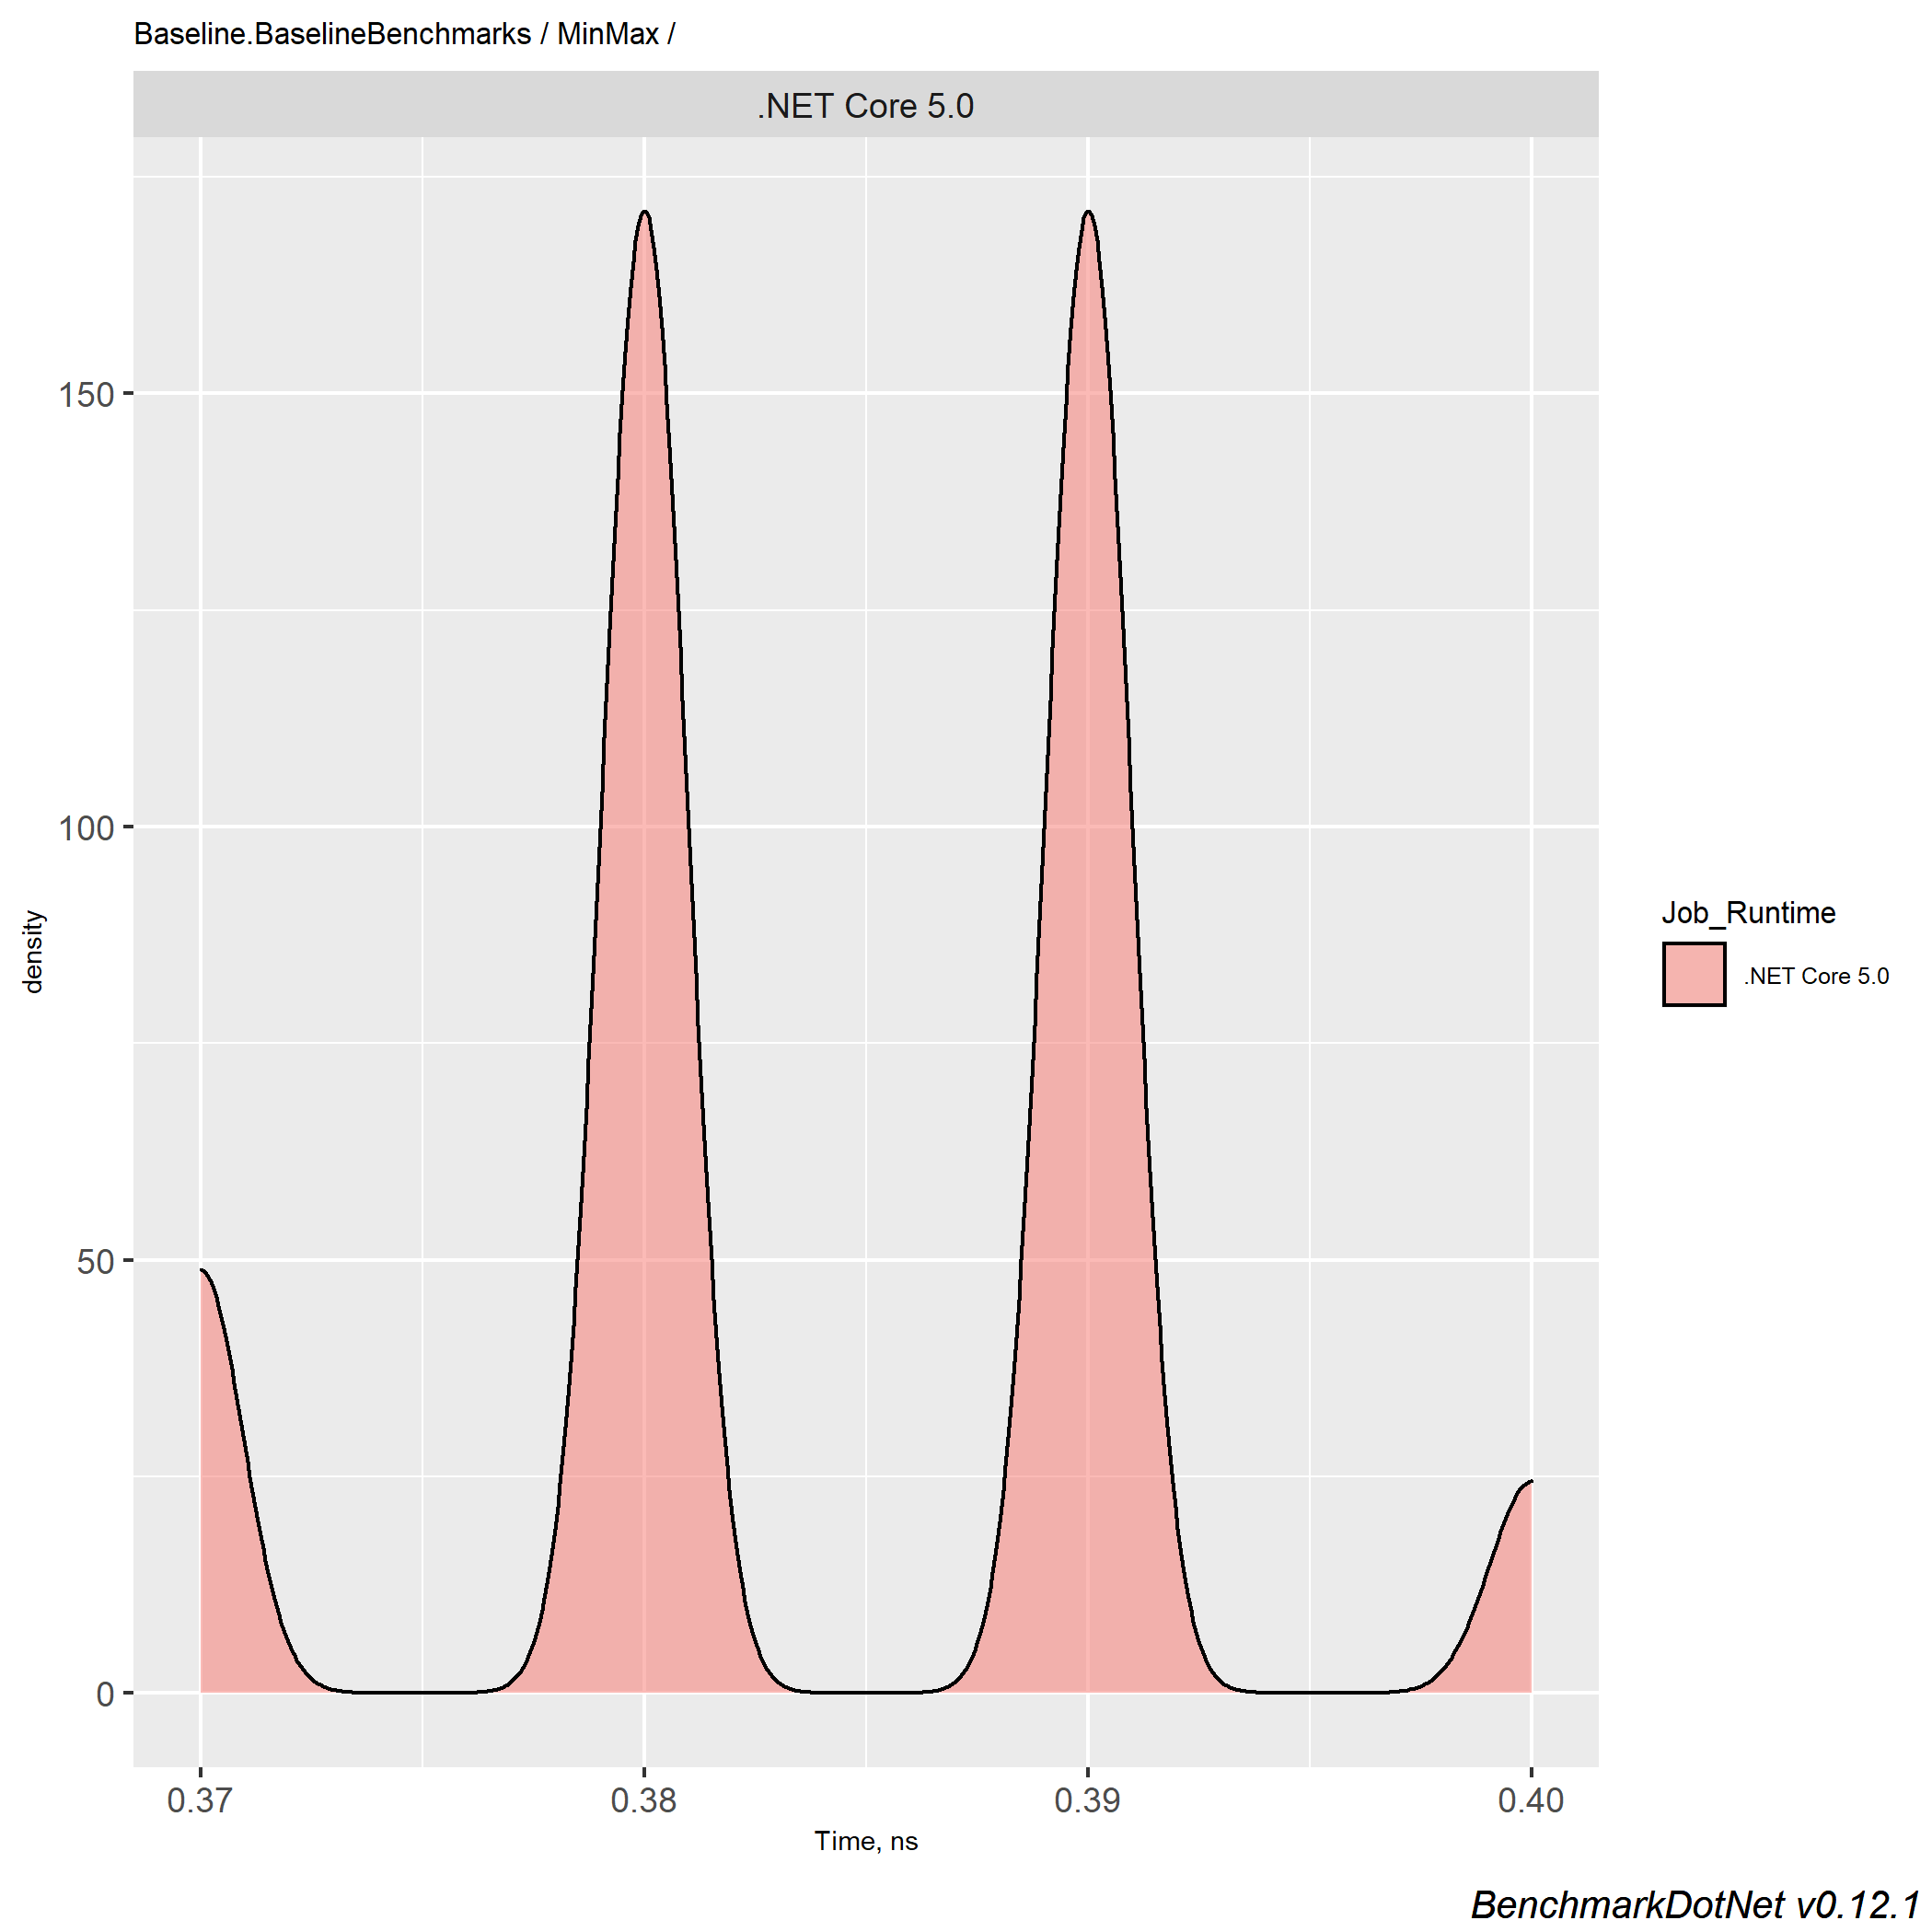 Baseline.BaselineBenchmarks / MinMax /
.NET Core 5.0
150
100
50
0
density
0.37 0.38 0.39 0.40
Time, ns
Job_Runtime
.NET Core 5.0
BenchmarkDotNet v0.12.1